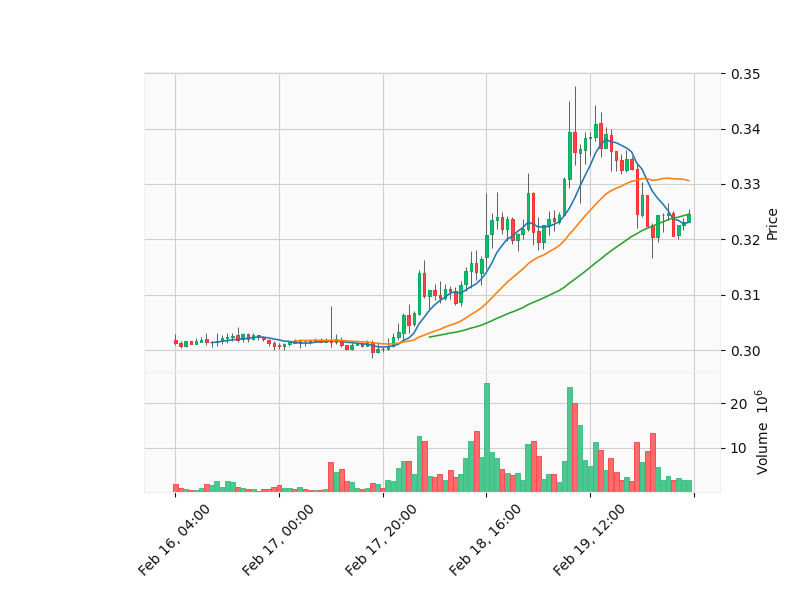 0.35
0.34
0.33
0.32
0.31
0.30
Price
20
10
Volume 10^6
Feb 16, 04:00
Feb 17, 00:00
Feb 17, 20:00
Feb 18, 16:00
Feb 19, 12:00